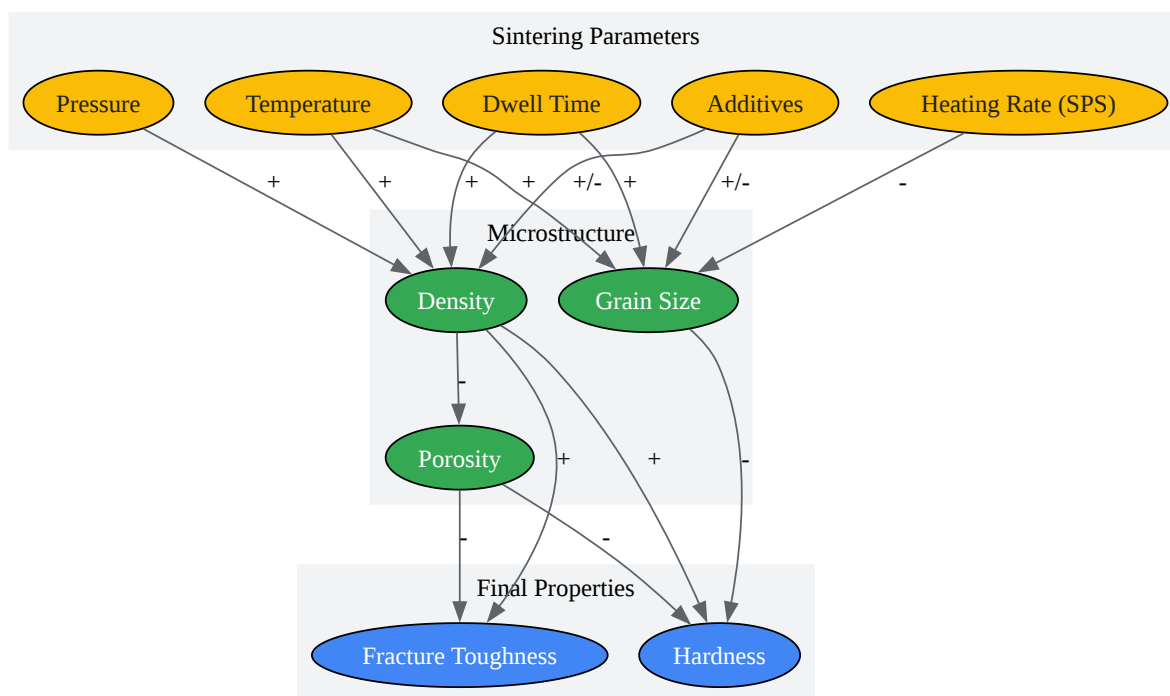 Sintering Parameters
Pressure
Temperature
Dwell Time
Additives
Heating Rate (SPS)
+
+
+
+
+/-
+
+/-
-
Microstructure
Density
Grain Size
-
Porosity
+
+
-
-
-
Final Properties
Fracture Toughness
Hardness